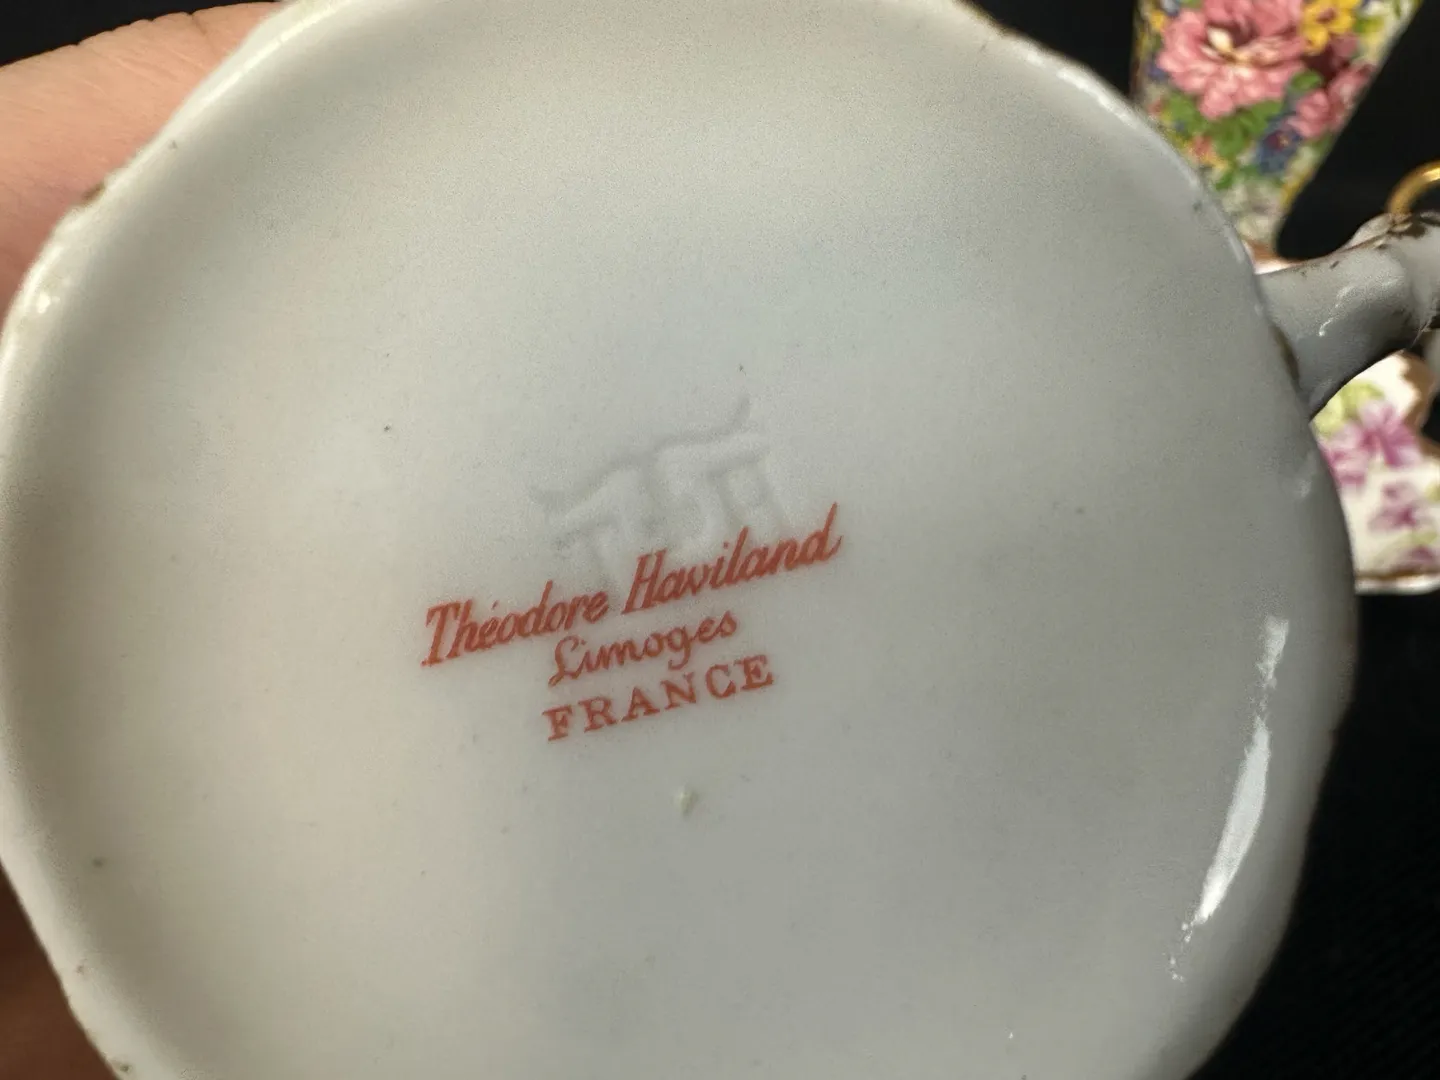 Théodore Haviland
Limoges
FRANCE